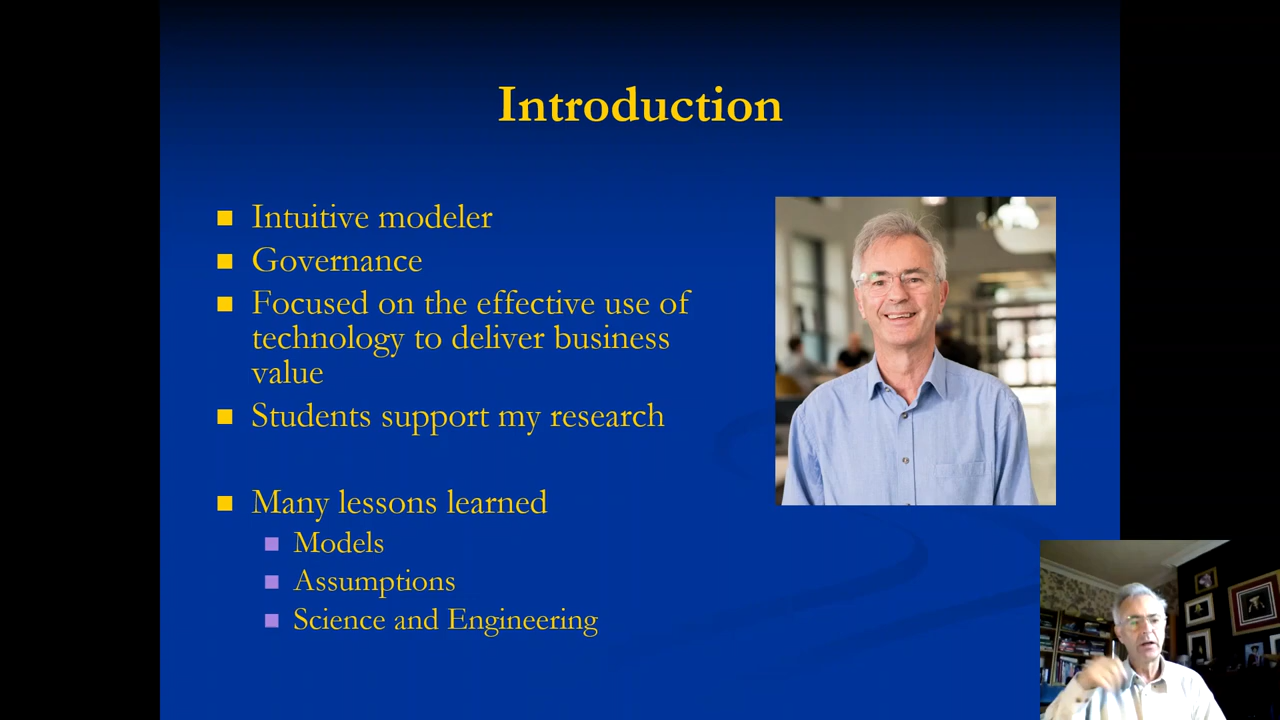 Introduction
Intuitive modeler
Governance
Focused on the effective use of
technology to deliver business
value
Students support my research
Many lessons learned
Models
Assumptions
Science and Engineering